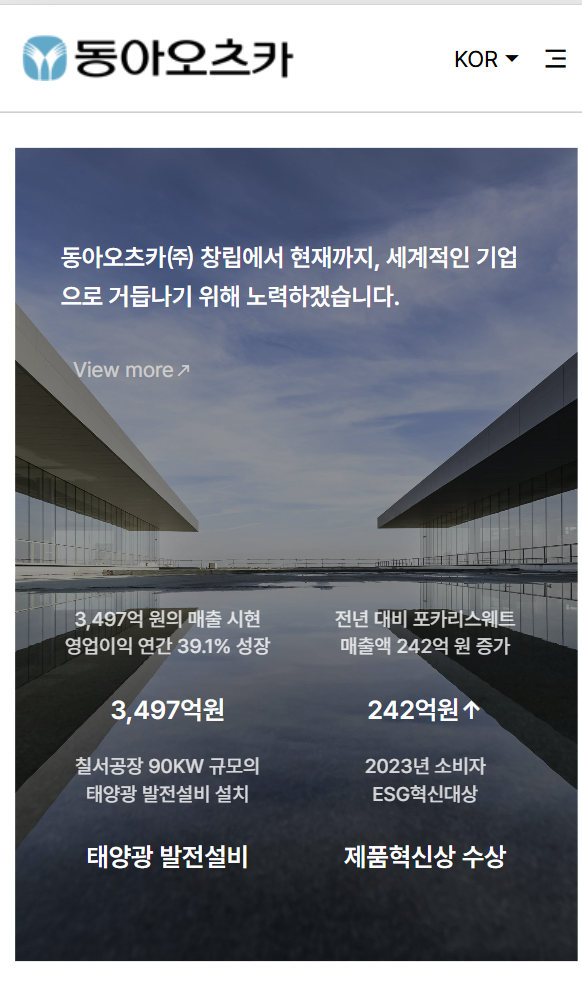 동아오츠카
KOR
동아오츠카㈜ 창립에서 현재까지, 세계적인 기업
으로 거듭나기 위해 노력하겠습니다.
View more↗
3,497억 원의 매출 시현
영업이익 연간 39.1% 성장
3,497억원
전년 대비 포카리스웨트
매출액 242억 원 증가
242억원↑
칠서공장 90KW 규모의
태양광 발전설비 설치
태양광 발전설비
2023년 소비자
ESG혁신대상
제품혁신상 수상